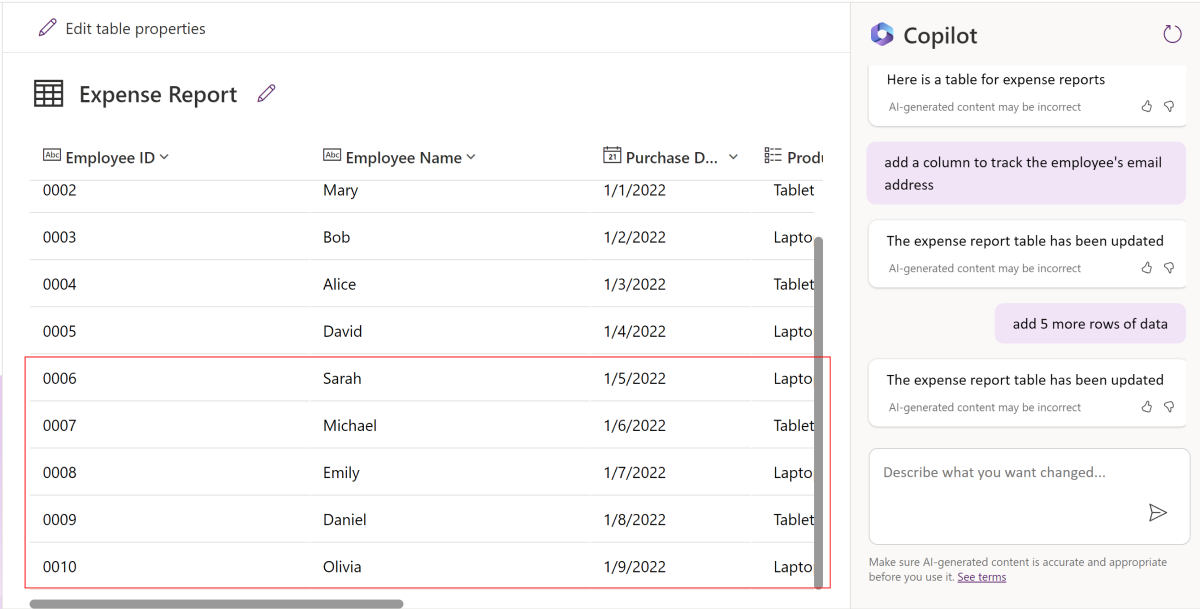 Edit table properties
Expense Report
Abc Employee ID Abc Employee Name 21 Purchase D... Produ
0002 Mary 1/1/2022 Tablet
0003 Bob 1/2/2022 Lapto
0004 Alice 1/3/2022 Tablet
0005 David 1/4/2022 Lapto
0006 Sarah 1/5/2022 Lapto
0007 Michael 1/6/2022 Tablet
0008 Emily 1/7/2022 Lapto
0009 Daniel 1/8/2022 Tablet
0010 Olivia 1/9/2022 Lapto
Copilot
Here is a table for expense reports
AI-generated content may be incorrect
add a column to track the employee's email
address
The expense report table has been updated
AI-generated content may be incorrect
add 5 more rows of data
The expense report table has been updated
AI-generated content may be incorrect
Describe what you want changed...
Make sure AI-generated content is accurate and appropriate
before you use it. See terms